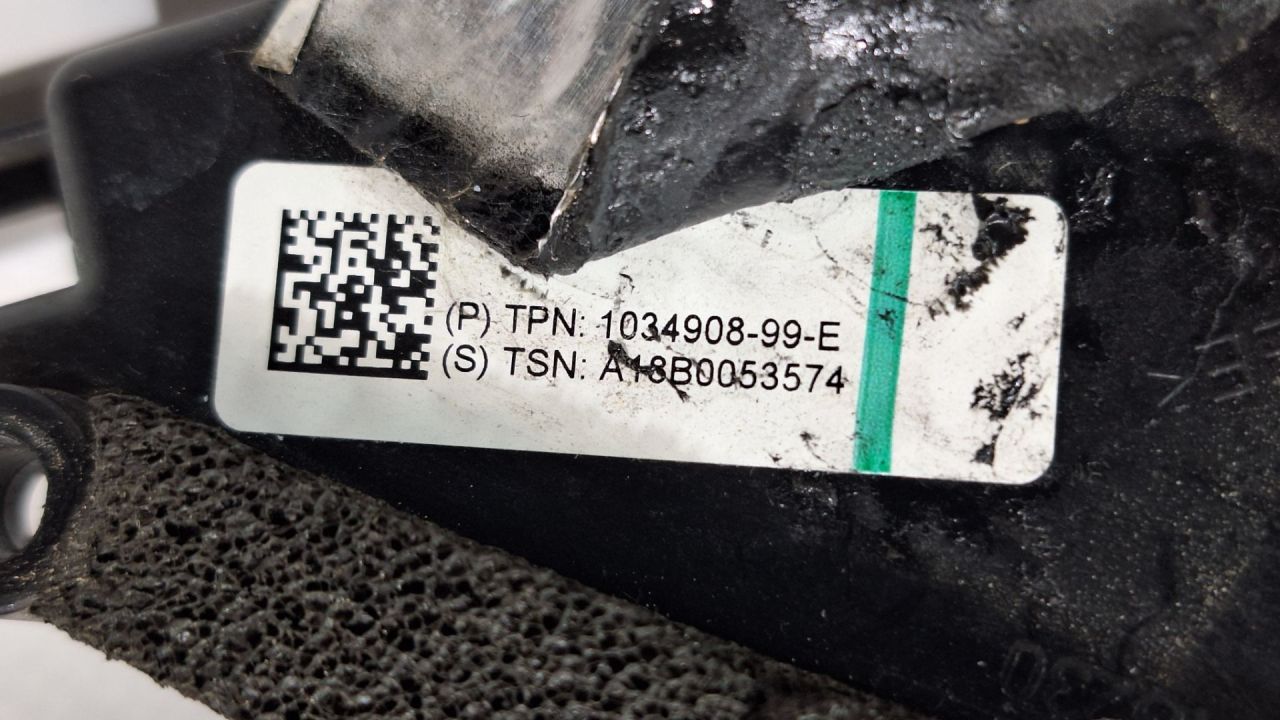 (P) TPN: 1034908-99-E
(S) TSN: A18B0053574